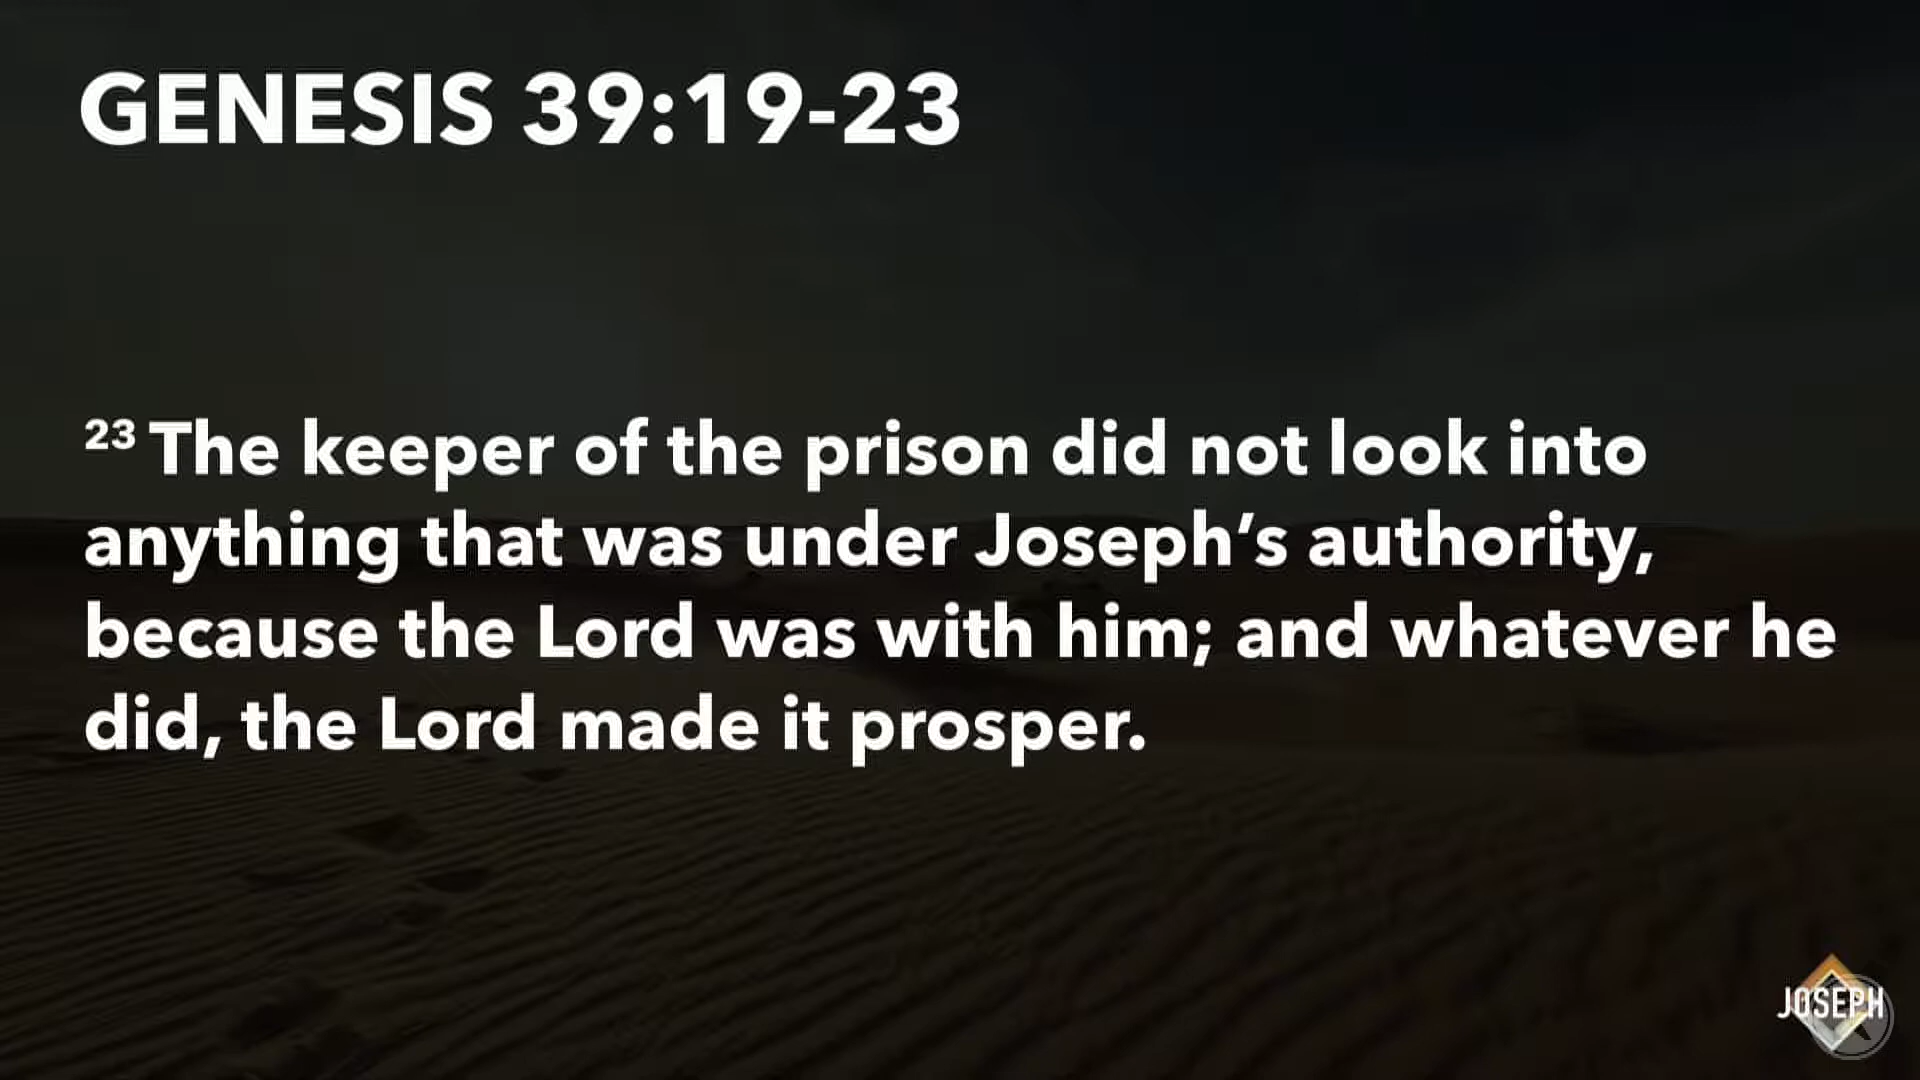 GENESIS 39:19-23
²³ The keeper of the prison did not look into
anything that was under Joseph’s authority,
because the Lord was with him; and whatever he
did, the Lord made it prosper.
JOSEPH